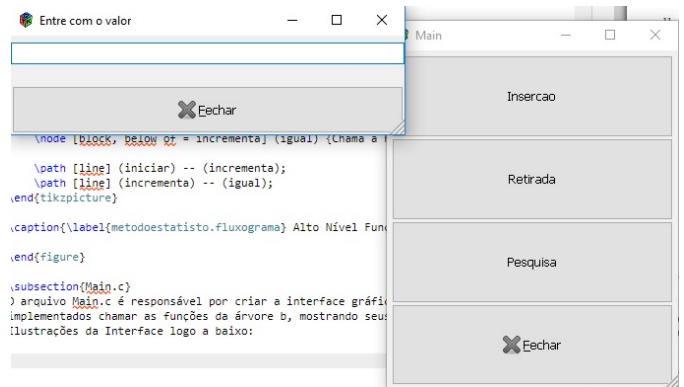 Entre com o valor
Fechar
Main
Insercao
Retirada
Pesquisa
Fechar
\node [block, below of = incrementa] (igual) {Chama a
\path [line] (iniciar) -- (incrementa);
\path [line] (incrementa) -- (igual);
\end{tikzpicture}
\caption{\label{metodoestatisto.fluxograma} Alto Nível Fun
\end{figure}
\subsection{Main.c}
O arquivo Main.c é responsável por criar a interface gráfi
implementados chamar as funções da árvore b, mostrando seus
Ilustrações da Interface logo a baixo: